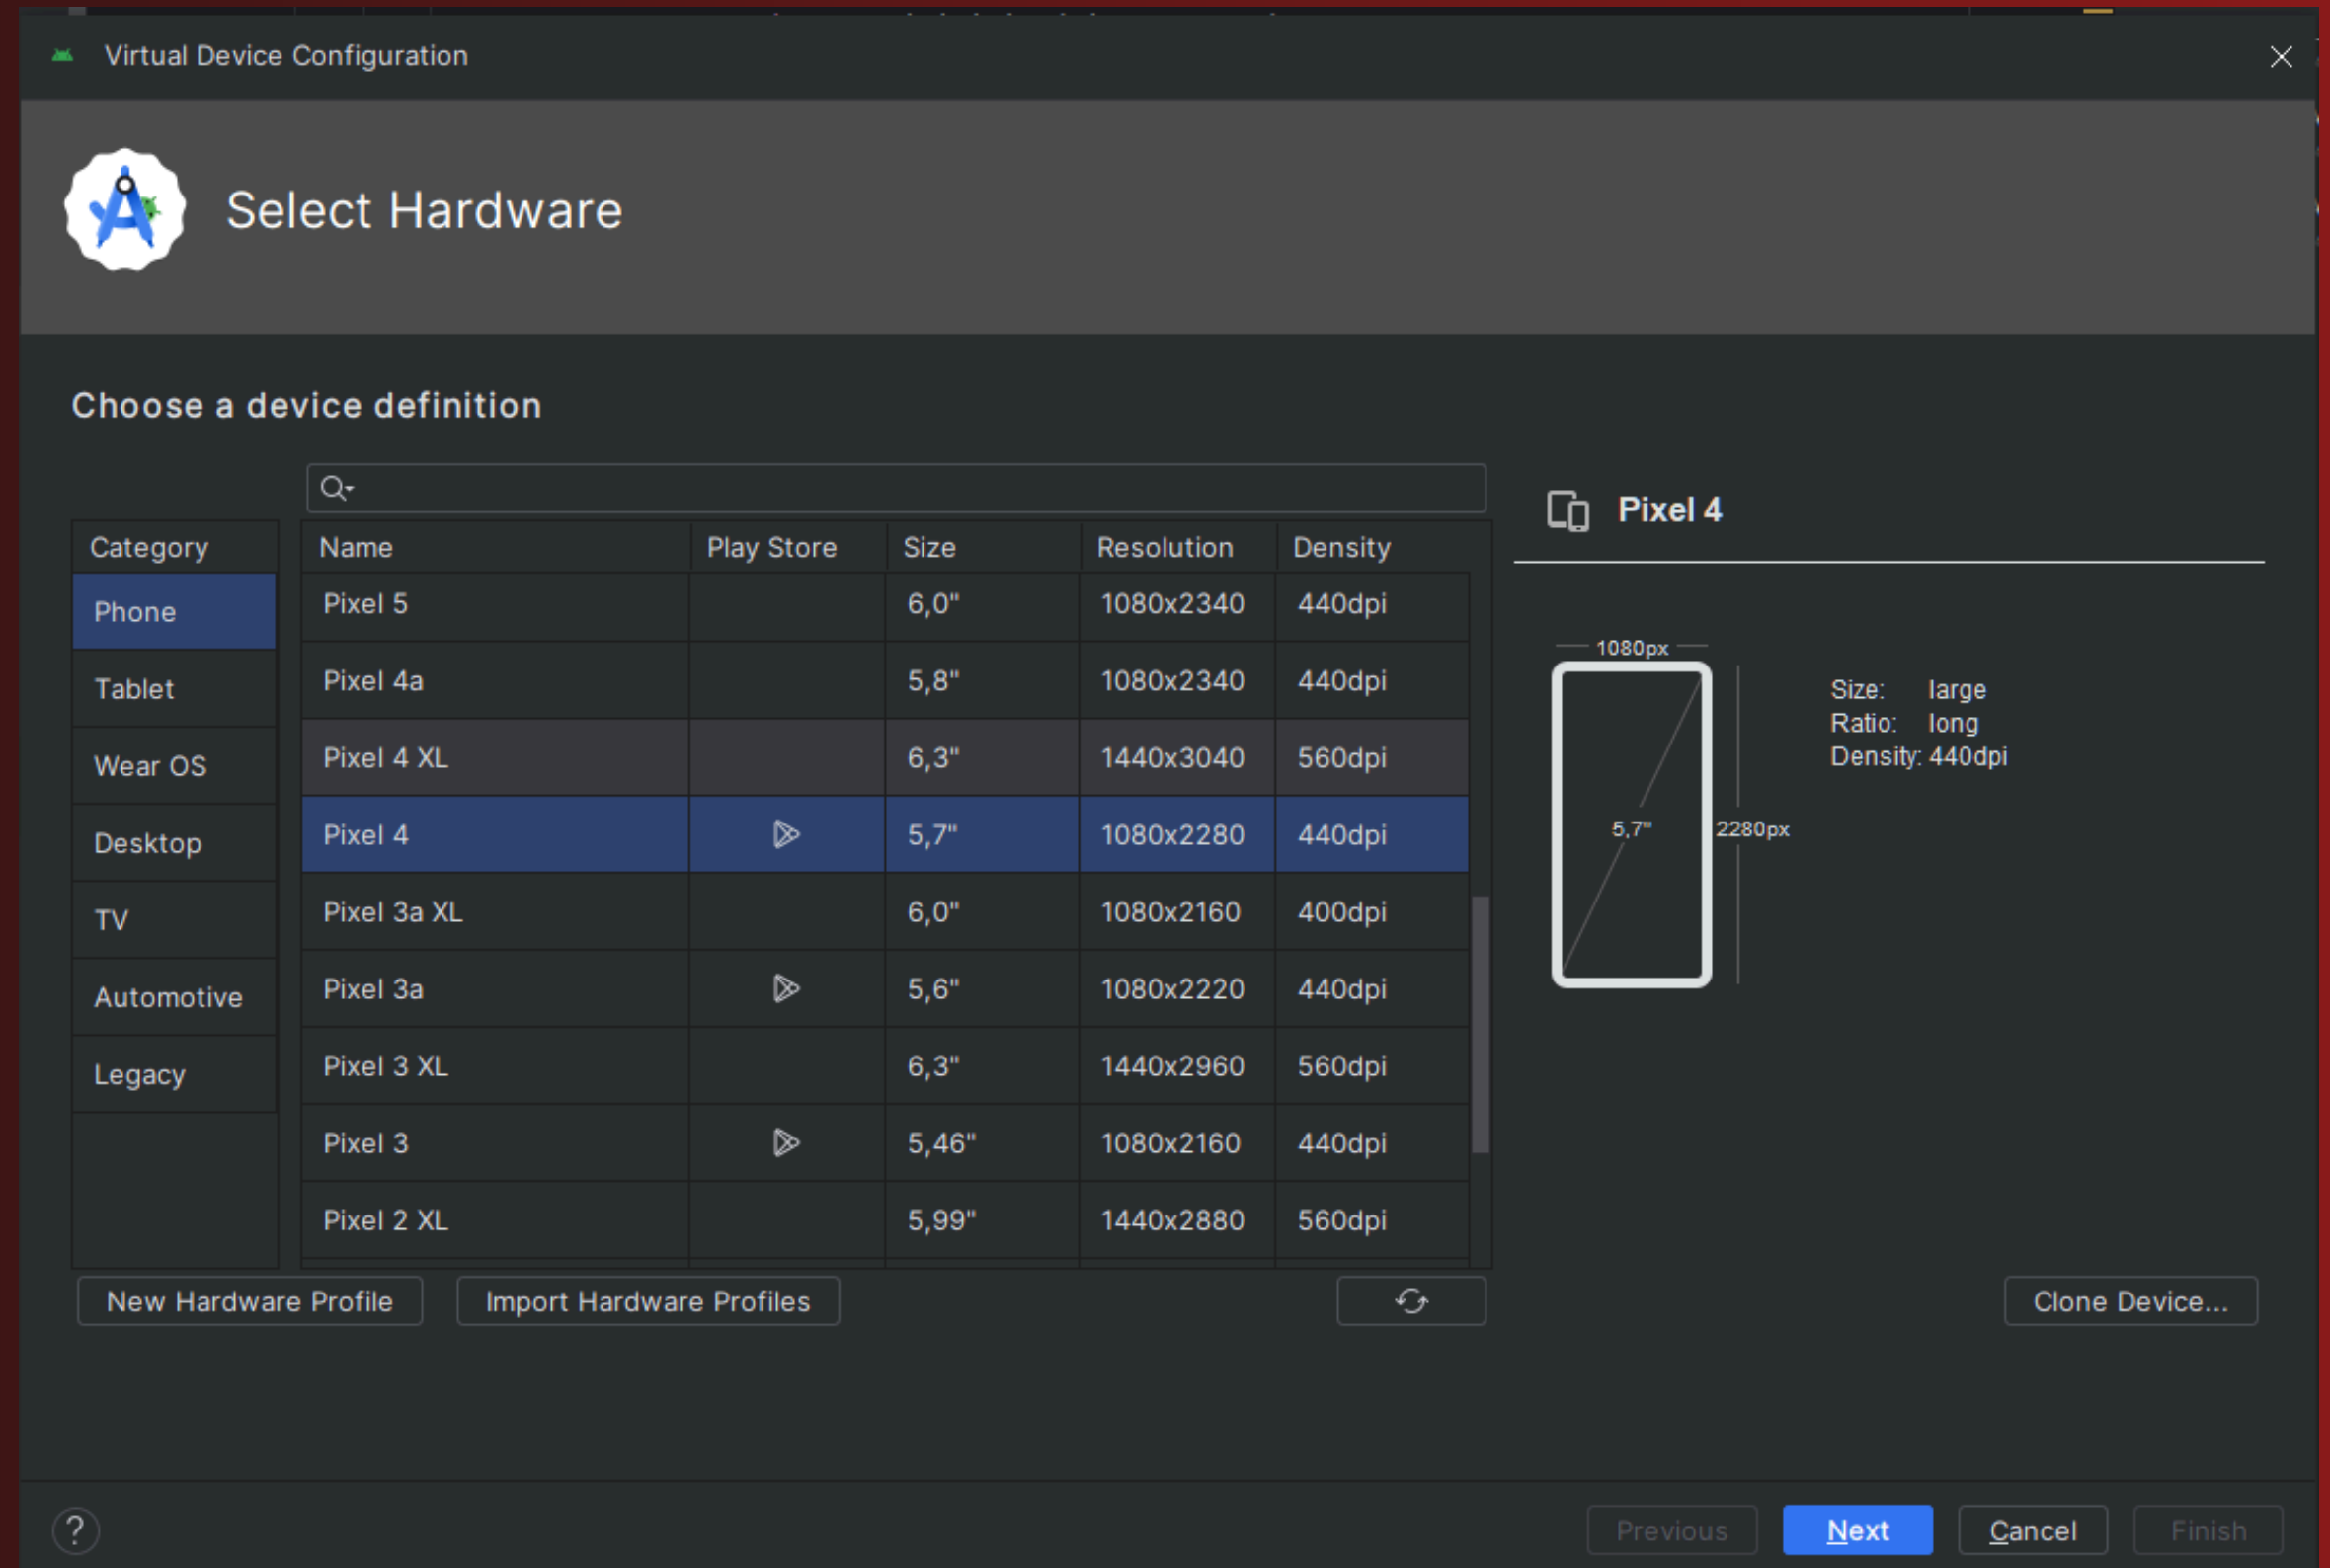 Virtual Device Configuration
Select Hardware
Choose a device definition
Category
Phone
Tablet
Wear OS
Desktop
TV
Automotive
Legacy
Name Play Store Size Resolution Density
Pixel 5 6,0" 1080x2340 440dpi
Pixel 4a 5,8" 1080x2340 440dpi
Pixel 4 XL 6,3" 1440x3040 560dpi
Pixel 4 5,7" 1080x2280 440dpi
Pixel 3a XL 6,0" 1080x2160 400dpi
Pixel 3a 5,6" 1080x2220 440dpi
Pixel 3 XL 6,3" 1440x2960 560dpi
Pixel 3 5,46" 1080x2160 440dpi
Pixel 2 XL 5,99" 1440x2880 560dpi
Pixel 4
1080px
5,7"
2280px
Size: large
Ratio: long
Density: 440dpi
New Hardware Profile Import Hardware Profiles Clone Device...
? Previous Next Cancel Finish